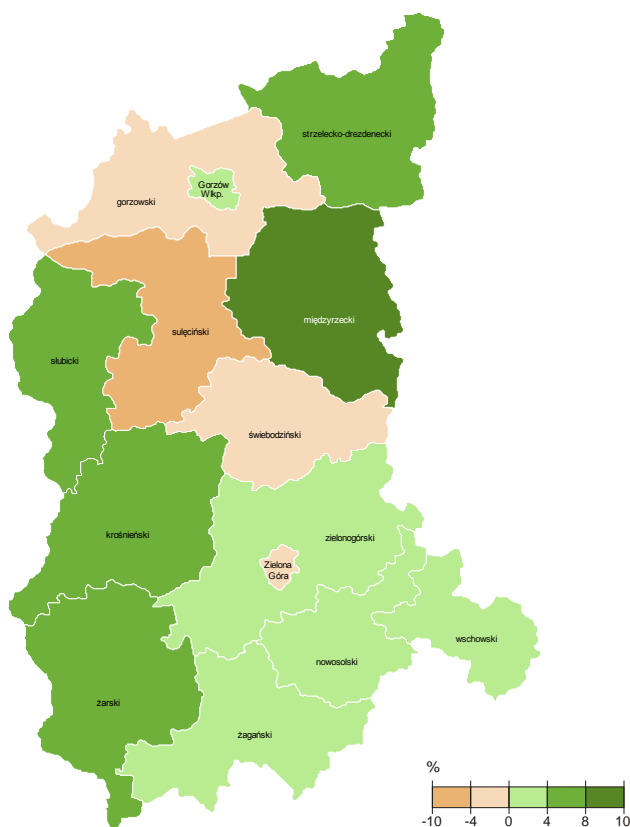 strzelecko-drezdenecki
Gorzów
Wlkp.
gorzowski
międzyrzecki
sulęciński
słubicki
świebodziński
krośnieński
zielonogórski
Zielona
Góra
wschowski
nowosolski
żarski
żagański
%
-10 -4 0 4 8 10